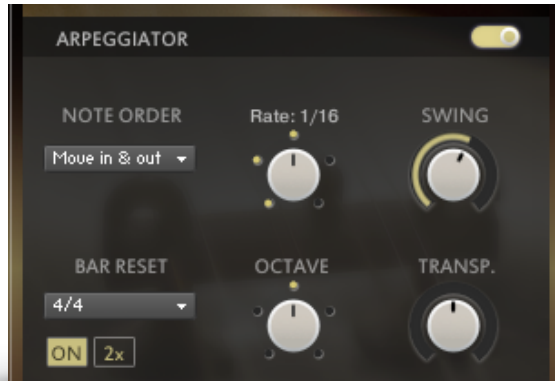 ARPEGGIATOR
NOTE ORDER
Rate: 1/16
SWING
Move in & out
BAR RESET
OCTAVE
TRANSP.
4/4
ON
2x